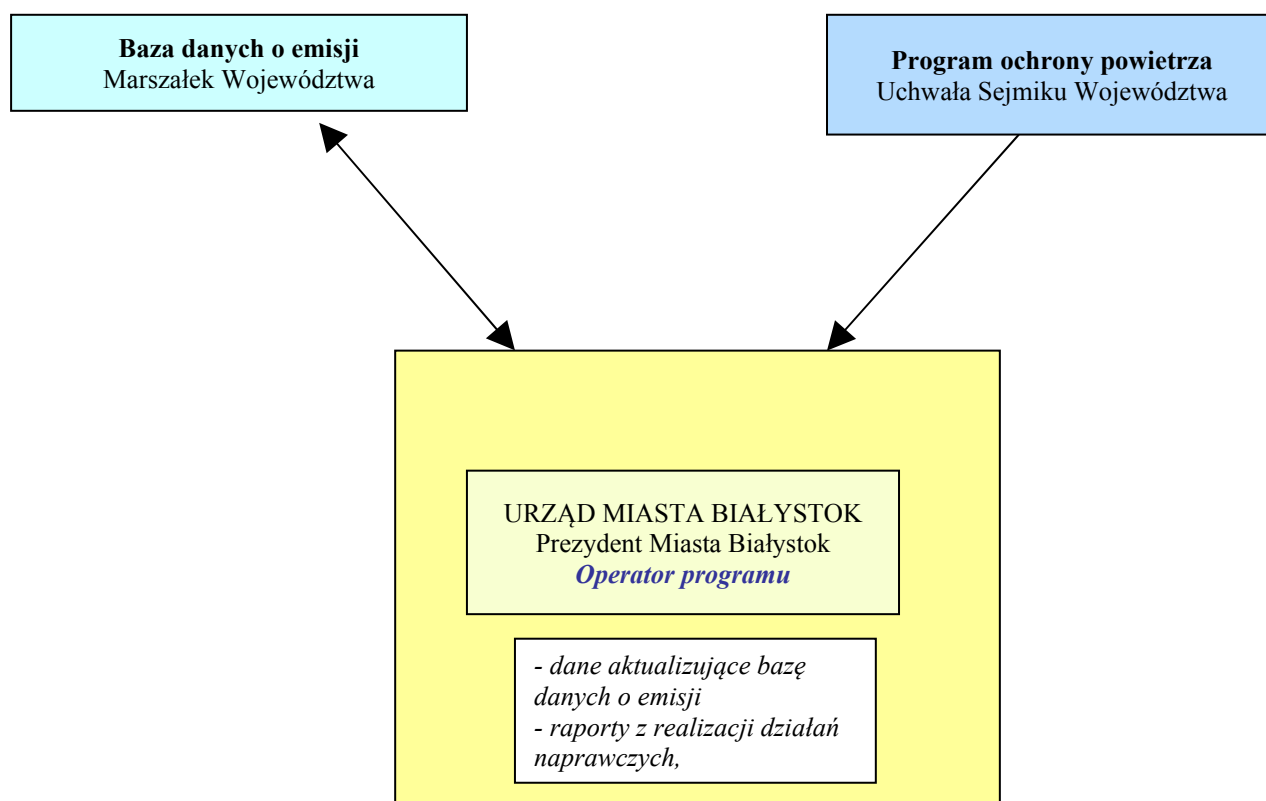 Baza danych o emisji
Marszałek Województwa
Program ochrony powietrza
Uchwała Sejmiku Województwa
URZĄD MIASTA BIAŁYSTOK
Prezydent Miasta Białystok
Operator programu
- dane aktualizujące bazę
danych o emisji
- raporty z realizacji działań
naprawczych,